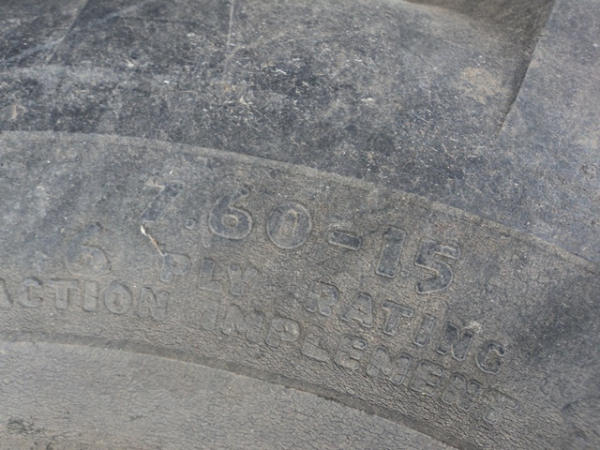 7.60-15
6 PLY RATING
ACTION IMPLEMENT